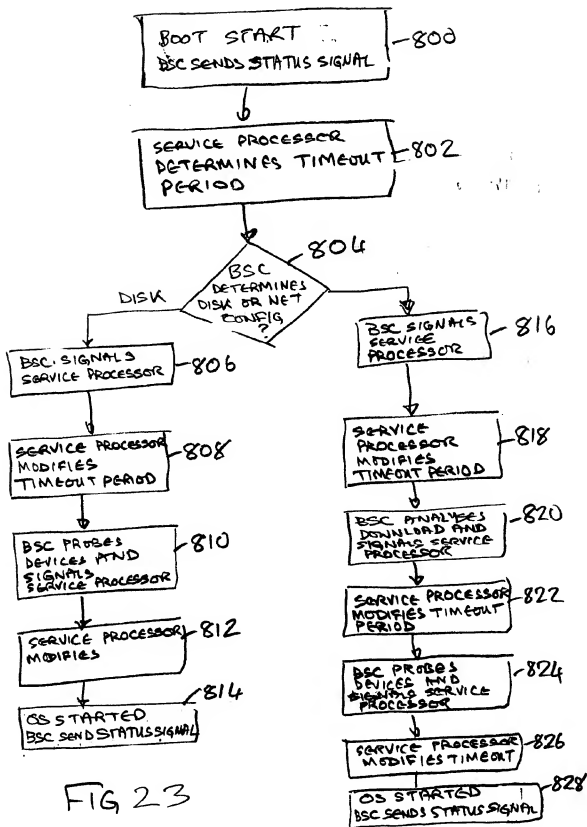 BOOT START
BSC SENDS STATUS SIGNAL
800
SERVICE PROCESSOR
DETERMINES TIMEOUT
PERIOD
802
804
BSC
DETERMINES
DISK OR NET
CONFIG
?
DISK
BSC. SIGNALS
SERVICE PROCESSOR
806
SERVICE PROCESSOR
MODIFIES
TIMEOUT PERIOD
808
BSC PROBES
DEVICES AND
SIGNALS
SERVICE PROCESSOR
810
SERVICE PROCESSOR
MODIFIES
812
814
OS STARTED
BSC SEND STATUS SIGNAL
BSC SIGNALS
SERVICE
PROCESSOR
816
SERVICE
PROCESSOR
MODIFIES
TIMEOUT PERIOD
818
BSC ANALYSES
DOWNLOAD AND
SIGNALS SERVICE
PROCESSOR
820
SERVICE PROCESSOR
MODIFIES TIMEOUT
PERIOD
822
BSC PROBES
DEVICES AND
SIGNALS SERVICE
PROCESSOR
824
SERVICE PROCESSOR
MODIFIES TIMEOUT
826
OS STARTED
BSC SENDS STATUS SIGNAL
828
FIG 23